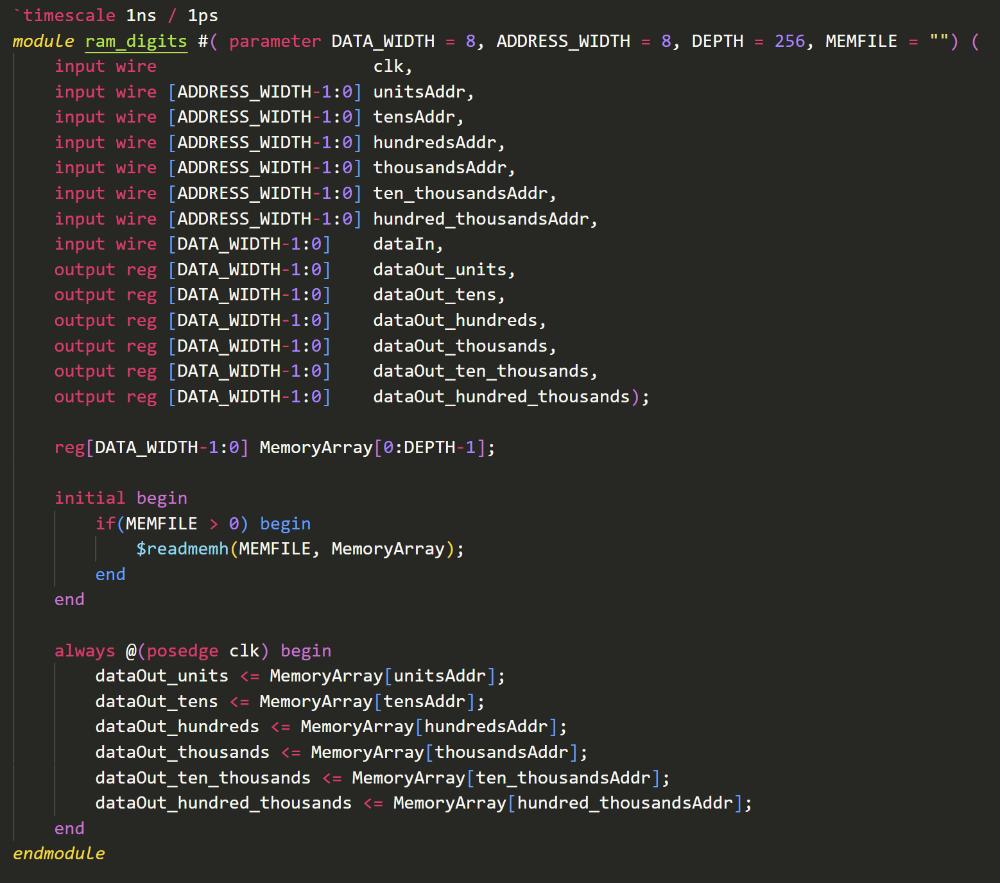 `timescale 1ns / 1ps
module ram_digits #( parameter DATA_WIDTH = 8, ADDRESS_WIDTH = 8, DEPTH = 256, MEMFILE = "") (
    input wire                     clk,
    input wire [ADDRESS_WIDTH-1:0] unitsAddr,
    input wire [ADDRESS_WIDTH-1:0] tensAddr,
    input wire [ADDRESS_WIDTH-1:0] hundredsAddr,
    input wire [ADDRESS_WIDTH-1:0] thousandsAddr,
    input wire [ADDRESS_WIDTH-1:0] ten_thousandsAddr,
    input wire [ADDRESS_WIDTH-1:0] hundred_thousandsAddr,
    input wire [DATA_WIDTH-1:0]    dataIn,
    output reg [DATA_WIDTH-1:0]    dataOut_units,
    output reg [DATA_WIDTH-1:0]    dataOut_tens,
    output reg [DATA_WIDTH-1:0]    dataOut_hundreds,
    output reg [DATA_WIDTH-1:0]    dataOut_thousands,
    output reg [DATA_WIDTH-1:0]    dataOut_ten_thousands,
    output reg [DATA_WIDTH-1:0]    dataOut_hundred_thousands);

    reg[DATA_WIDTH-1:0] MemoryArray[0:DEPTH-1];

    initial begin
        if(MEMFILE > 0) begin
            $readmemh(MEMFILE, MemoryArray);
        end
    end

    always @(posedge clk) begin
        dataOut_units <= MemoryArray[unitsAddr];
        dataOut_tens <= MemoryArray[tensAddr];
        dataOut_hundreds <= MemoryArray[hundredsAddr];
        dataOut_thousands <= MemoryArray[thousandsAddr];
        dataOut_ten_thousands <= MemoryArray[ten_thousandsAddr];
        dataOut_hundred_thousands <= MemoryArray[hundred_thousandsAddr];
    end
endmodule